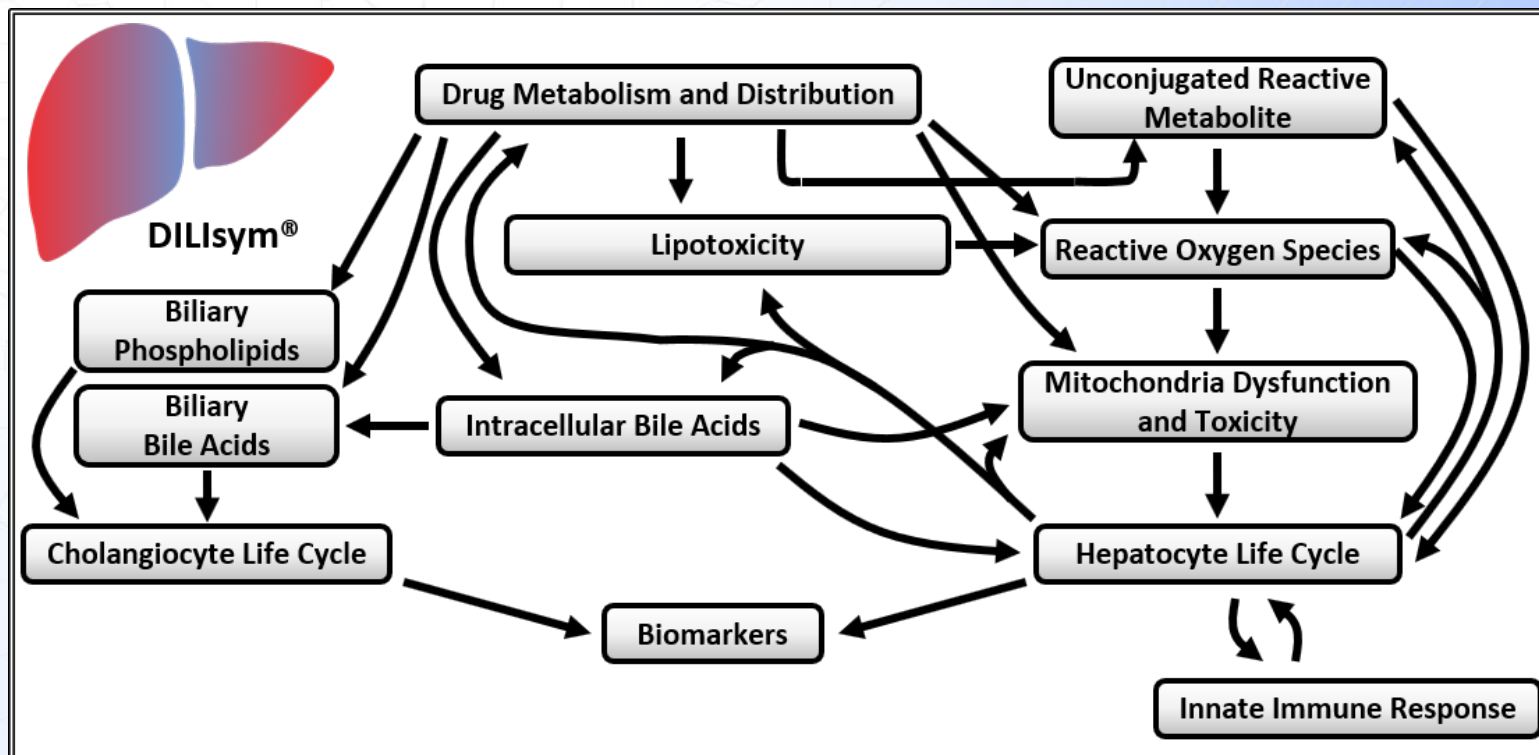 Drug Metabolism and Distribution
Unconjugated Reactive
Metabolite
DILIsym®
Lipotoxicity
Reactive Oxygen Species
Biliary
Phospholipids
Mitochondria Dysfunction
and Toxicity
Biliary
Bile Acids
Intracellular Bile Acids
Cholangiocyte Life Cycle
Hepatocyte Life Cycle
Biomarkers
Innate Immune Response